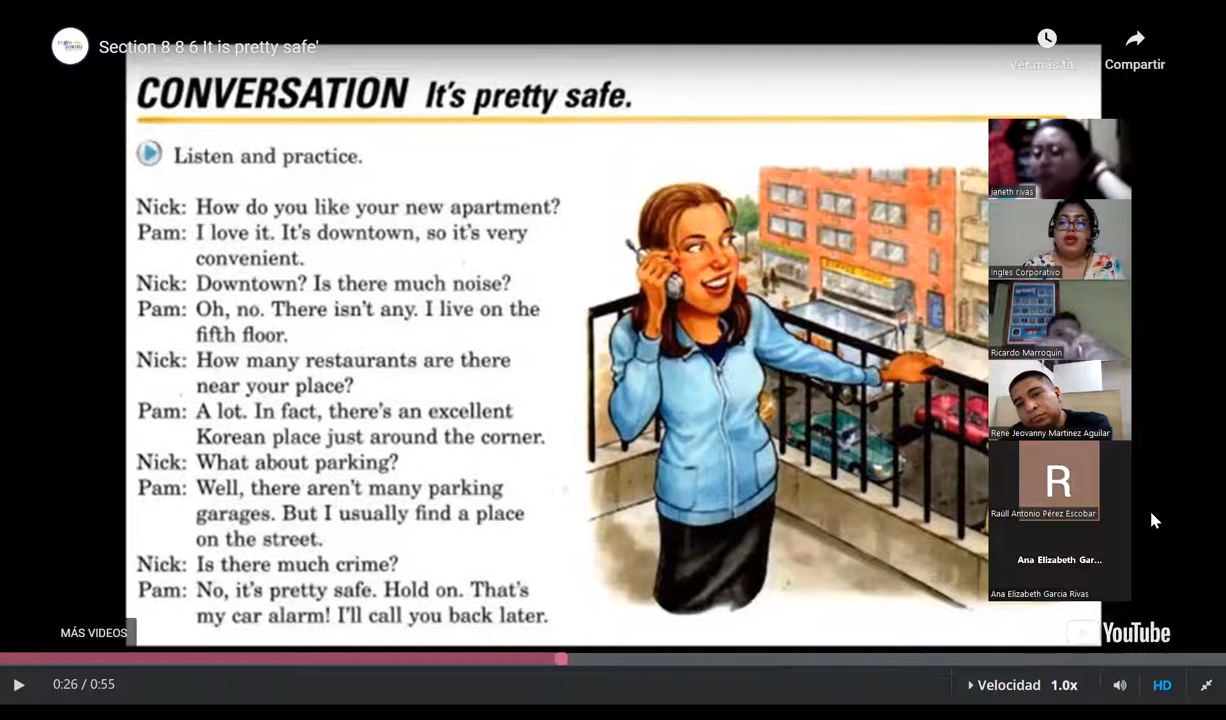 Section 8 8 6 It is pretty safe'
Ver más ta...
Compartir
CONVERSATION It's pretty safe.
Listen and practice.
Nick: How do you like your new apartment?
Pam: I love it. It's downtown, so it's very
convenient.
Nick: Downtown? Is there much noise?
Pam: Oh, no. There isn't any. I live on the
fifth floor.
Nick: How many restaurants are there
near your place?
Pam: A lot. In fact, there's an excellent
Korean place just around the corner.
Nick: What about parking?
Pam: Well, there aren't many parking
garages. But I usually find a place
on the street.
Nick: Is there much crime?
Pam: No, it's pretty safe. Hold on. That's
my car alarm! I'll call you back later.
janeth rivas
Ingles Corporativo
Ricardo Marroquin
Rene Jeovanny Martinez Aguilar
R
Raúll Antonio Pérez Escobar
Ana Elizabeth Gar...
Ana Elizabeth Garcia Rivas
MÁS VIDEOS
YouTube
0:26 / 0:55
Velocidad 1.0x
HD